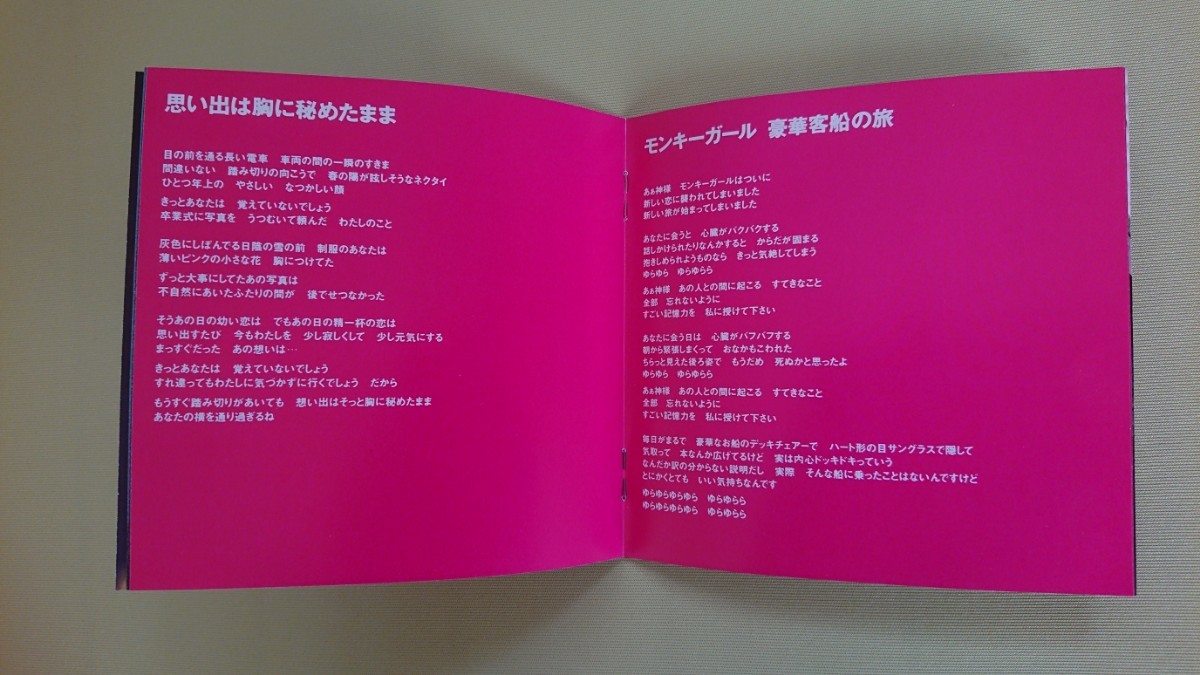 思い出は胸に秘めたまま
目の前を通る長い電車　車両の間の一瞬のすきま
間違いない　踏み切りの向こうで　春の陽が眩しそうなネクタイ
ひとつ年上の　やさしい　なつかしい顔
きっとあなたは　覚えていないでしょう
卒業式に写真を　うつむいて頼んだ　わたしのこと
灰色にしぼんでる日陰の雪の前　制服のあなたは
薄いピンクの小さな花　胸につけてた
ずっと大事にしてたあの写真は
不自然にあいたふたりの間が　後でせつなかった
そうあの日の幼い恋は　でもあの日の精一杯の恋は
思い出すたび　今もわたしを　少し寂しくして　少し元気にする
まっすぐだった　あの想いは…
きっとあなたは　覚えていないでしょう
すれ違ってもわたしに気づかずに行くでしょう　だから
もうすぐ踏み切りがあいても　想い出はそっと胸に秘めたまま
あなたの横を通り過ぎるね
モンキーガール 豪華客船の旅
あぁ神様　モンキーガールはついに
新しい恋に襲われてしまいました
新しい旅が始まってしまいました
あなたに会うと　心臓がバクバクする
話しかけられたりなんかすると　からだが固まる
抱きしめられようものなら　きっと気絶してしまう
ゆらゆら　ゆらゆらら
あぁ神様　あの人との間に起こる　すてきなこと
全部　忘れないように
すごい記憶力を　私に授けて下さい
あなたに会う日は　心臓がバフバフする
朝から緊張しまくって　おなかもこわれた
ちらっと見えた後ろ姿で　もうだめ　死ぬかと思ったよ
ゆらゆら　ゆらゆらら
あぁ神様　あの人との間に起こる　すてきなこと
全部　忘れないように
すごい記憶力を　私に授けて下さい
毎日がまるで　豪華なお船のデッキチェアーで　ハート形の目サングラスで隠して
気取って　本なんか広げてるけど　実は内心ドッキドキっていう
なんだか訳の分からない説明だし　実際　そんな船に乗ったことはないんですけど
とにかくとても　いい気持ちなんです
ゆらゆらゆらゆら　ゆらゆらら
ゆらゆらゆらゆら　ゆらゆらら